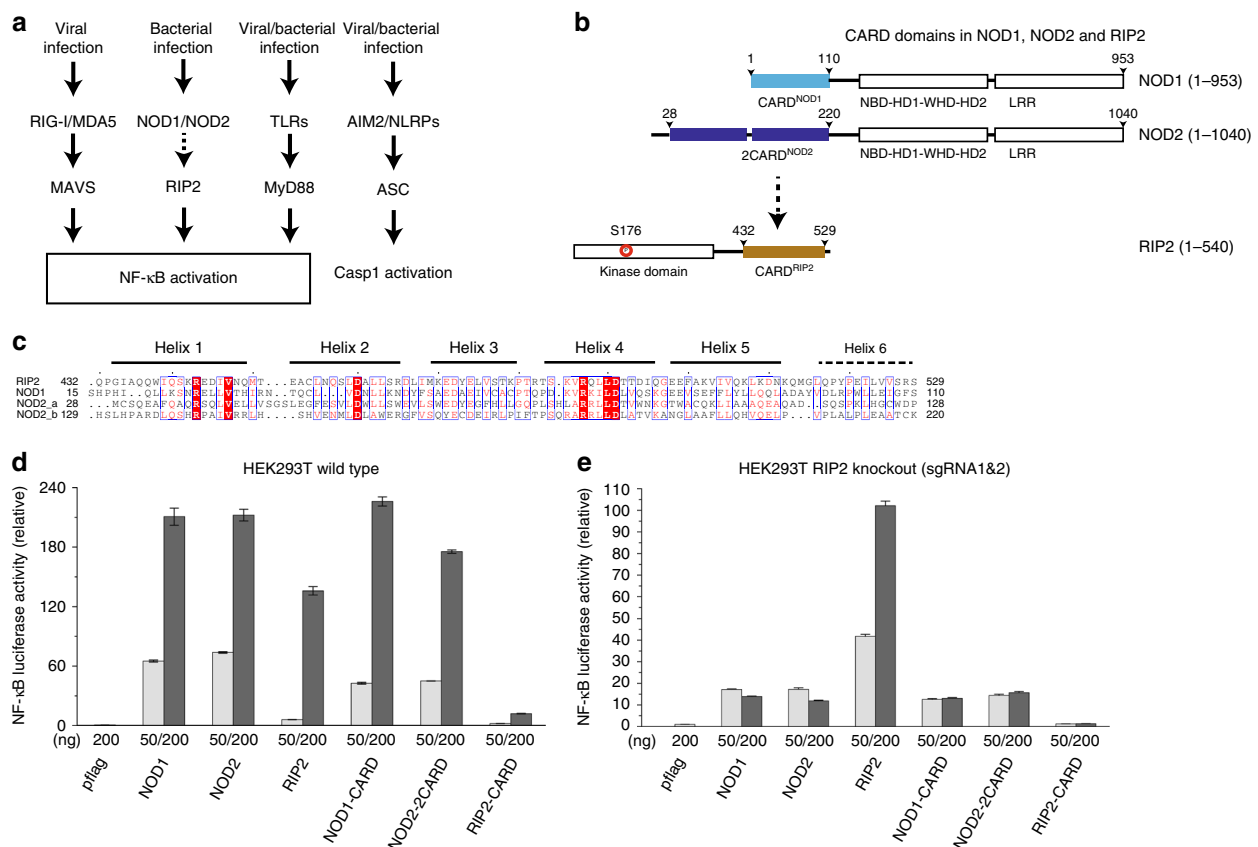 a
Viral infection
Bacterial infection
Viral/bacterial infection
Viral/bacterial infection
RIG-I/MDA5 NOD1/NOD2 TLRs AIM2/NLRPs
MAVS RIP2 MyD88 ASC
NF-κB activation
Casp1 activation
b
CARD domains in NOD1, NOD2 and RIP2
1 110 953
NOD1 (1–953)
CARD^NOD1 NBD-HD1-WHD-HD2 LRR
28 220 1040
NOD2 (1–1040)
2CARD^NOD2 NBD-HD1-WHD-HD2 LRR
S176 432 529
P
RIP2 (1–540)
Kinase domain CARD^RIP2
c
Helix 1 Helix 2 Helix 3 Helix 4 Helix 5 Helix 6
RIP2 432 529
NOD1 15 110
NOD2_a 28 128
NOD2_b 129 220
d
HEK293T wild type
NF-κB luciferase activity (relative)
240
180
120
60
0
(ng) 200 50/200 50/200 50/200 50/200 50/200 50/200
pflag NOD1 NOD2 RIP2 NOD1-CARD NOD2-2CARD RIP2-CARD
e
HEK293T RIP2 knockout (sgRNA1&2)
NF-κB luciferase activity (relative)
110
100
90
80
70
60
50
40
30
20
10
0
(ng) 200 50/200 50/200 50/200 50/200 50/200 50/200
pflag NOD1 NOD2 RIP2 NOD1-CARD NOD2-2CARD RIP2-CARD